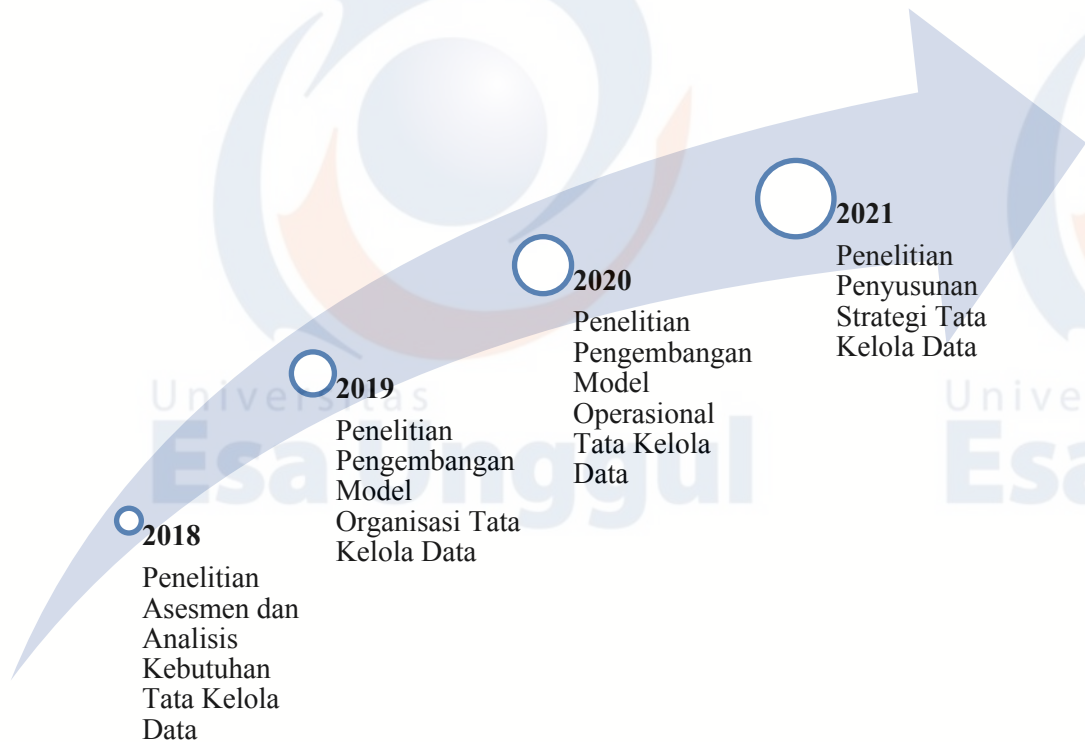 2021
Penelitian
Penyusunan
Strategi Tata
Kelola Data
2020
Penelitian
Pengembangan
Model
Operasional
Tata Kelola
Data
2019
Penelitian
Pengembangan
Model
Organisasi Tata
Kelola Data
2018
Penelitian
Asesmen dan
Analisis
Kebutuhan
Tata Kelola
Data
Universitas
Esa Unggul
Unive
Esa